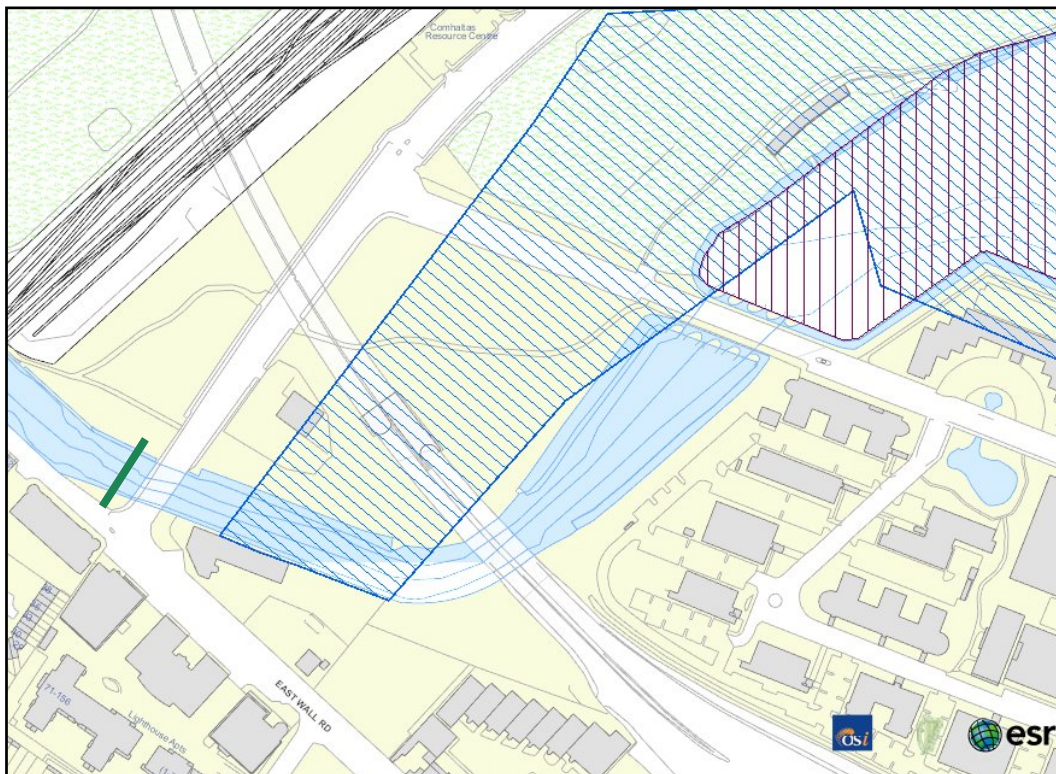 Comhaltas
Resource Centre
EAST WALL RD
71-156
Lighthouse Apts
osi
esr